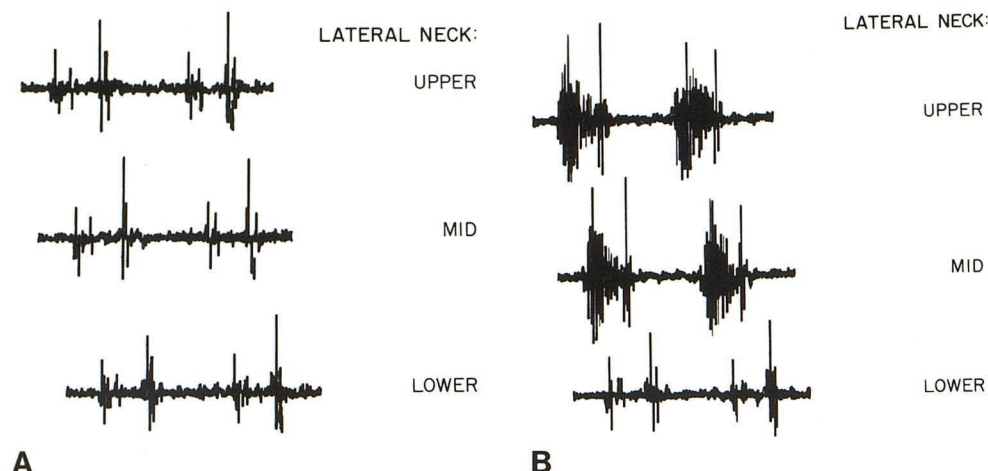 LATERAL NECK:
UPPER
MID
LOWER
A
LATERAL NECK:
UPPER
MID
LOWER
B